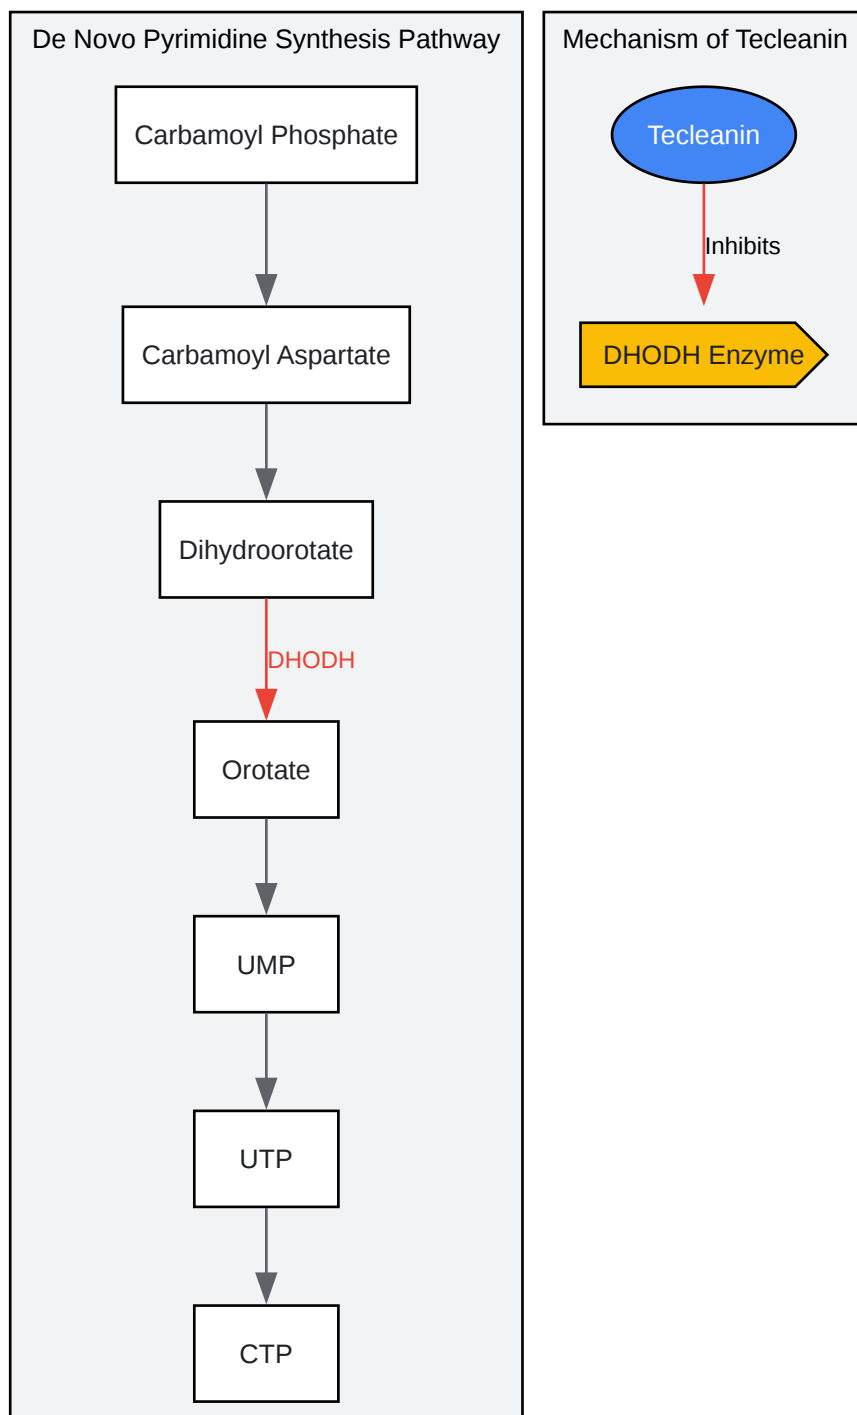 De Novo Pyrimidine Synthesis Pathway
Carbamoyl Phosphate
Carbamoyl Aspartate
Dihydroorotate
DHODH
Orotate
UMP
UTP
CTP
Mechanism of Tecleanin
Tecleanin
Inhibits
DHODH Enzyme